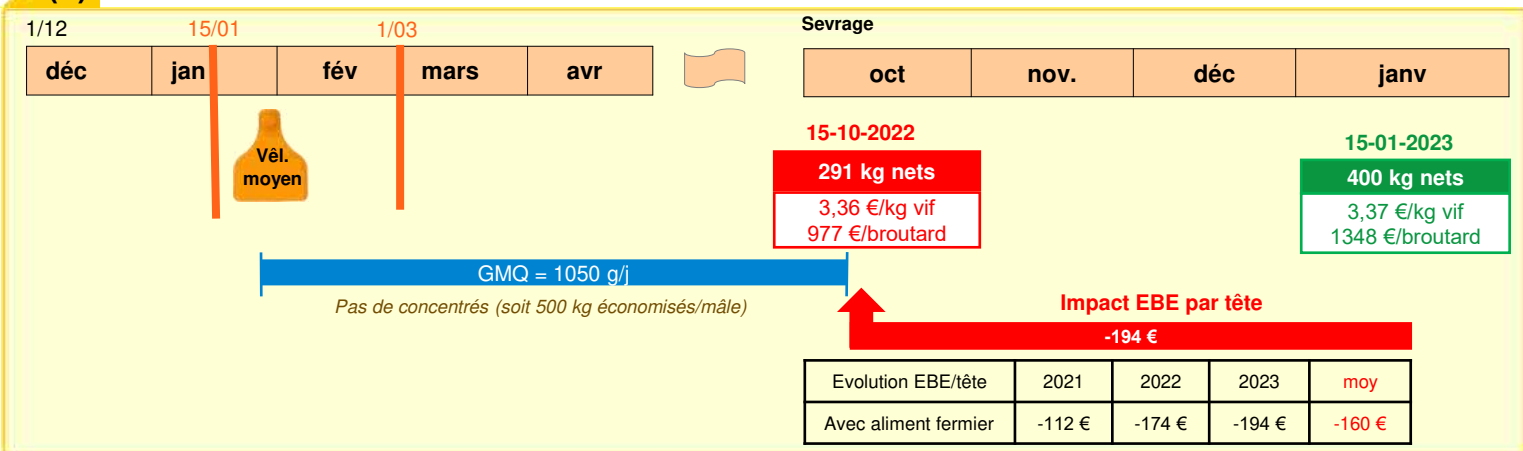 1/12
15/01
1/03
Sevrage
déc
jan
fév
mars
avr
oct
nov.
déc
janv
Vêl.
moyen
15-10-2022
291 kg nets
3,36 €/kg vif
977 €/broutard
15-01-2023
400 kg nets
3,37 €/kg vif
1348 €/broutard
GMQ = 1050 g/j
Pas de concentrés (soit 500 kg économisés/mâle)
Impact EBE par tête
-194 €
Evolution EBE/tête 2021 2022 2023 moy
Avec aliment fermier -112 € -174 € -194 € -160 €